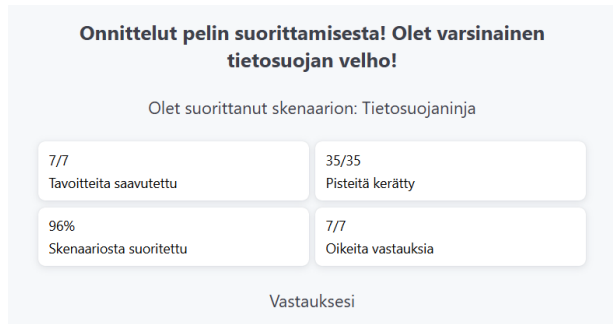 Onnittelut pelin suorittamisesta! Olet varsinainen
tietosuojan velho!
Olet suorittanut skenaarion: Tietosuojaninja
7/7
Tavoitteita saavutettu
35/35
Pisteitä kerätty
96%
Skenaariosta suoritettu
7/7
Oikeita vastauksia
Vastauksesi